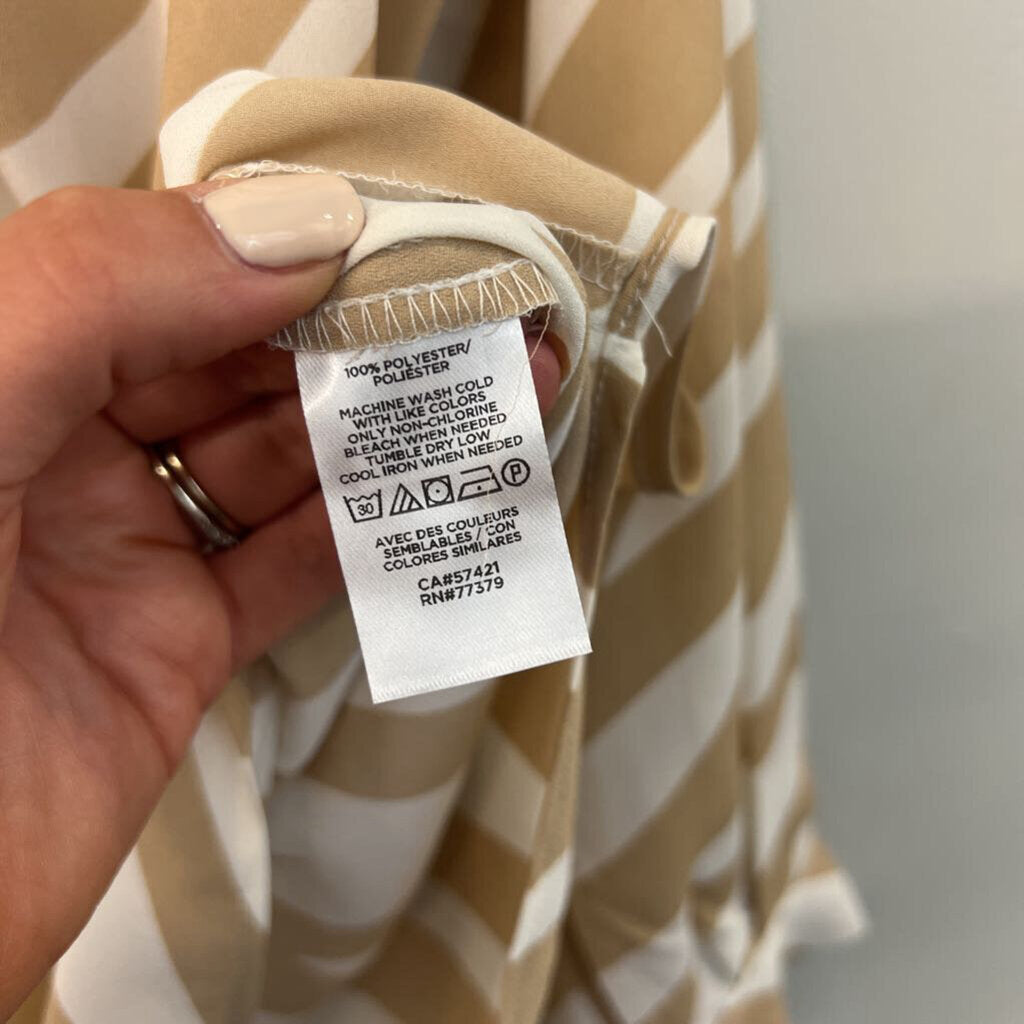 100% POLYESTER/
POLIÉSTER
MACHINE WASH COLD
WITH LIKE COLORS
ONLY NON-CHLORINE
BLEACH WHEN NEEDED
TUMBLE DRY LOW
COOL IRON WHEN NEEDED
30 P
AVEC DES COULEURS
SEMBLABLES / CON
COLORES SIMILARES
CA#57421
RN#77379